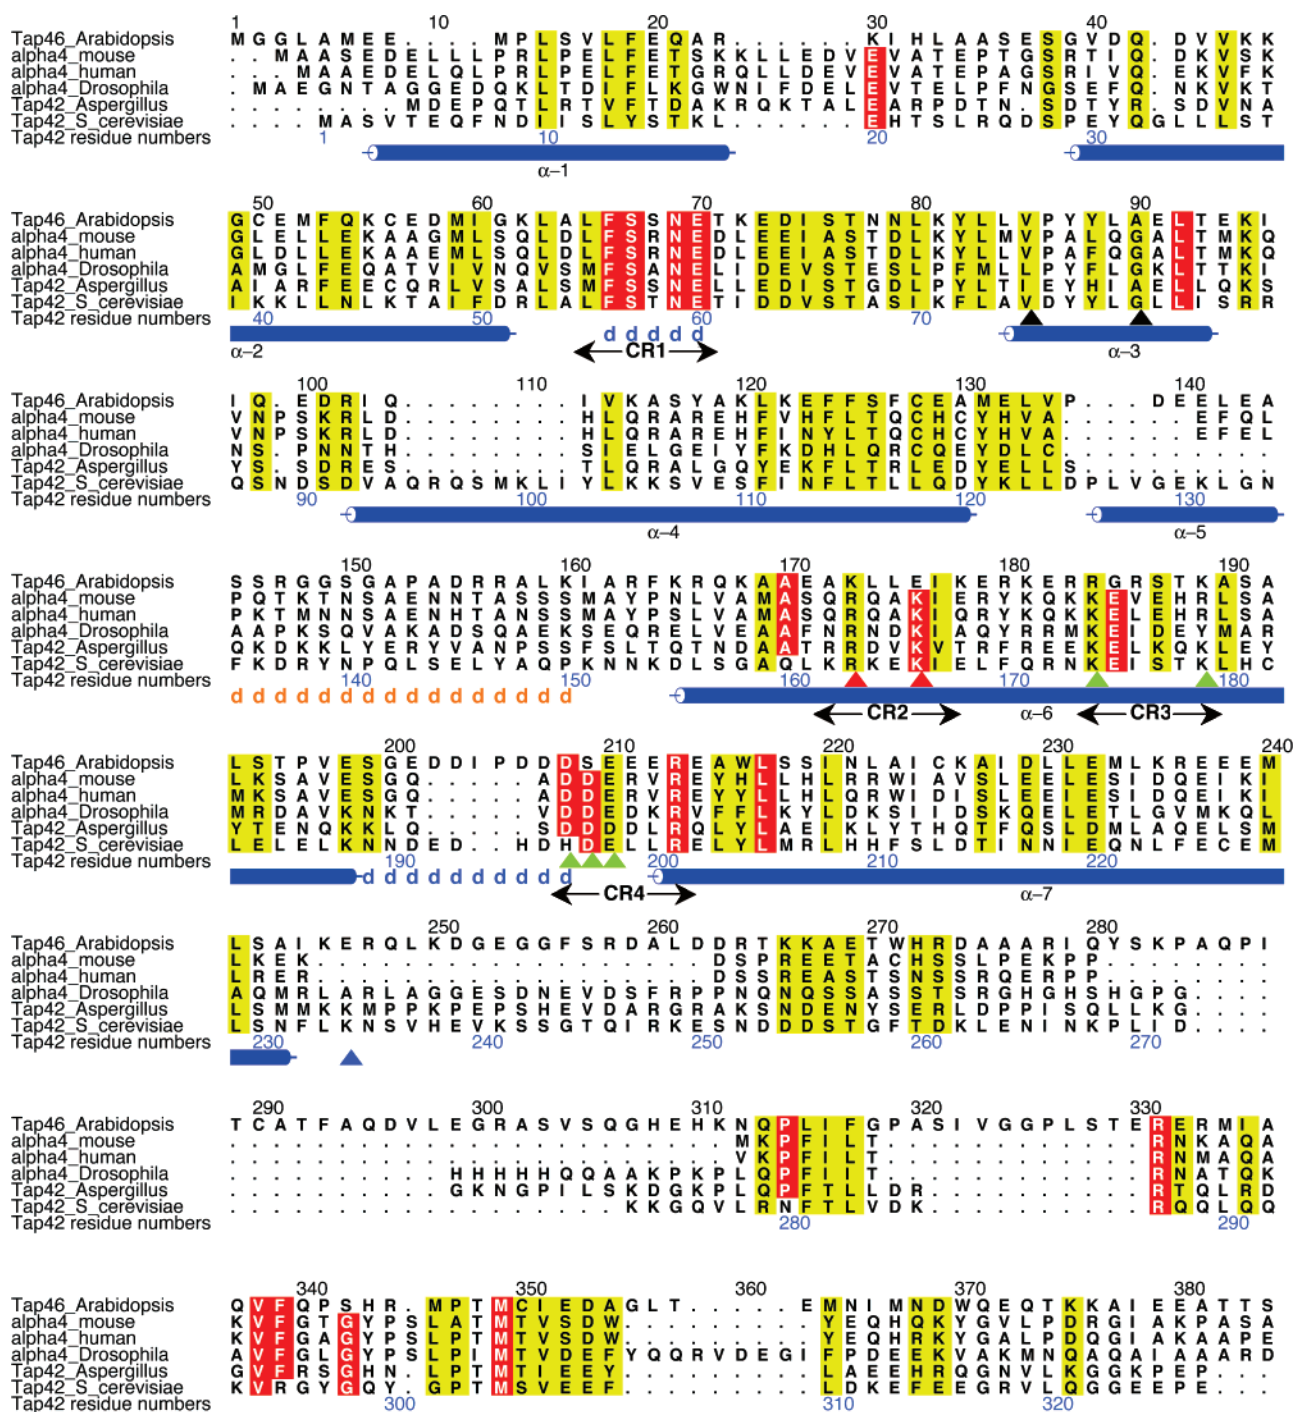 1 10 20 30 40
Tap46_Arabidopsis M G G L A M E E . . . . M P L S V L F E Q A R . . . . . . K I H L A A S E S G V D Q . D V V K K
alpha4_mouse . . M A A S E D E L L L P R L P E L F E T S K K L L E D V E V A T E P T G S R T I Q . D K V S K
alpha4_human . . . M A A E D E L Q L P R L P E L F E T G R Q L L D E V E V A T E P A G S R I V Q . E K V F K
alpha4_Drosophila . M A E G N T A G G E D Q K L T D I F L K G W N I F D E L E V T E L P F N G S E F Q . N K V K T
Tap42_Aspergillus . . . . . . . . M D E P Q T L R T V F T D A K R Q K T A L E A R P D T N . S D T Y R . S D V N A
Tap42_S_cerevisiae . . . . M A S V T E Q F N D I I S L Y S T K L . . . . . . E H T S L R Q D S P E Y Q G L L L S T
Tap42 residue numbers 1 10 20 30
α–1
50 60 70 80 90
Tap46_Arabidopsis G C E M F Q K C E D M I G K L A L F S S N E T K E D I S T N N L K Y L L V P Y Y L A E L T E K I
alpha4_mouse G L E L L E K A A G M L S Q L D L F S R N E D L E E I A S T D L K Y L M V P A L Q G A L T M K Q
alpha4_human G L D L L E K A A E M L S Q L D L F S R N E D L E E I A S T D L K Y L L V P A F Q G A L T M K Q
alpha4_Drosophila A M G L F E Q A T V I V N Q V S M F S A N E L I D E V S T E S L P F M L L P Y F L G K L T T K I
Tap42_Aspergillus A I A R F E E C Q R L V S A L S M F S S N E L L E D I S T G D L P Y L T I E Y H I A E L L Q K S
Tap42_S_cerevisiae I K K L L N L K T A I F D R L A L F S T N E T I D D V S T A S I K F L A V D Y Y L G L L I S R R
Tap42 residue numbers 40 50 60 70
d d d d d
α–2 CR1 α–3
100 110 120 130 140
Tap46_Arabidopsis I Q . E D R I Q . . . . . . . . I V K A S Y A K L K E F F S F C E A M E L V P . . . D E E L E A
alpha4_mouse V N P S K R L D . . . . . . . . H L Q R A R E H F V H F L T Q C H C Y H V A . . . . . . E F Q L
alpha4_human V N P S K R L D . . . . . . . . H L Q R A R E H F I N Y L T Q C H C Y H V A . . . . . . E F E L
alpha4_Drosophila N S . P N N T H . . . . . . . . S I E L G E I Y F K D H L Q R C Q E Y D L C . . . . . . . . . .
Tap42_Aspergillus Y S . S D R E S . . . . . . . . T L Q R A L G Q Y E K F L T R L E D Y E L L S . . . . . . . . .
Tap42_S_cerevisiae Q S N D S D V A Q R Q S M K L I Y L K K S V E S F I N F L T L L Q D Y K L L D P L V G E K L G N
Tap42 residue numbers 90 100 110 120 130
α–4 α–5
150 160 170 180 190
Tap46_Arabidopsis S S R G G S G A P A D R R A L K I A R F K R Q K A A E A K L L E I K E R K E R R G R S T K A S A
alpha4_mouse P Q T K T N S A E N N T A S S S M A Y P N L V A M A S Q R Q A K I E R Y K Q K K E V E H R L S A
alpha4_human P K T M N N S A E N H T A N S S M A Y P S L V A M A S Q R Q A K I Q R Y K Q K K E L E H R L S A
alpha4_Drosophila A A P K S Q V A K A D S Q A E K S E Q R E L V E A A F N R N D K I A Q Y R R M K E I D E Y M A R
Tap42_Aspergillus Q K D K K L Y E R Y V A N P S S F S L T Q T N D A A T R R D V K V T R F R E E K E L K Q K L E Y
Tap42_S_cerevisiae F K D R Y N P Q L S E L Y A Q P K N N K D L S G A Q L K R K E K I E L F Q R N K E I S T K L H C
Tap42 residue numbers 140 150 160 170 180
d d d d d d d d d d d d d d d d
CR2 α–6 CR3
200 210 220 230 240
Tap46_Arabidopsis L S T P V E S G E D D I P D D D S E E E R E A W L S S I N L A I C K A I D L L E M L K R E E E M
alpha4_mouse L K S A V E S G Q . . . . . A D D E R V R E Y H L L H L R R W I A V S L E E L E S I D Q E I K I
alpha4_human M K S A V E S G Q . . . . . A D D E R V R E Y Y L L H L Q R W I D I S L E E I E S I D Q E I K I
alpha4_Drosophila M R D A V K N K T . . . . . V D D E D K R V F F L K Y L D K S I I D S K Q E L E T L G V M K Q L
Tap42_Aspergillus Y T E N Q K K L Q . . . . . S D D D D L R Q L Y L A E I K L Y T H Q T F Q S L D M L A Q E L S M
Tap42_S_cerevisiae L E L E L K N N D E D . . H D H D E L L R E L Y L M R L H H F S L D T I N N I E Q N L F E C E M
Tap42 residue numbers 190 200 210 220
d d d d d d d d d d
CR4 α–7
250 260 270 280
Tap46_Arabidopsis L S A I K E R Q L K D G E G G F S R D A L D D R T K K A E T W H R D A A A R I Q Y S K P A Q P I
alpha4_mouse L K E K . . . . . . . . . . . . . . . . . . D S P R E E T A C H S S L P E K P P . . . . . . . .
alpha4_human L R E R . . . . . . . . . . . . . . . . . . D S S R E A S T S N S S R Q E R P P . . . . . . . .
alpha4_Drosophila A Q M R L A R L A G G E S D N E V D S F R P P N Q N Q S S A S S T S R G H G H S H G P G . . . .
Tap42_Aspergillus L S M M K K M P P K P E P S H E V D A R G R A K S N D E N Y S E R L D P P I S Q L L K G . . . .
Tap42_S_cerevisiae L S N F L K N S V H E V K S S G T Q I R K E S N D D D S T G F T D K L E N I N K P L I D . . . .
Tap42 residue numbers 230 240 250 260 270
290 300 310 320 330
Tap46_Arabidopsis T C A T F A Q D V L E G R A S V S Q G H E H K N Q P L I F G P A S I V G G P L S T E R E R M I A
alpha4_mouse . . . . . . . . . . . . . . . . . . . . . . . M K P F I L T . . . . . . . . . . . . R N K A Q A
alpha4_human . . . . . . . . . . . . . . . . . . . . . . . V K P F I L T . . . . . . . . . . . . R N M A Q A
alpha4_Drosophila . . . . . . . . . . H H H H H Q Q A A K P K P L Q P F I I T . . . . . . . . . . . . R N A T Q K
Tap42_Aspergillus . . . . . . . . . . G K N G P I L S K D G K P L Q P F T L L D R . . . . . . . . . . R T Q L R D
Tap42_S_cerevisiae . . . . . . . . . . . . . . . . . . K K G Q V L R N F T L V D K . . . . . . . . . . R Q Q L Q Q
Tap42 residue numbers 280 290
340 350 360 370 380
Tap46_Arabidopsis Q V F Q P S H R . M P T M C I E D A G L T . . . . . E M N I M N D W Q E Q T K K A I E E A T T S
alpha4_mouse K V F G T G Y P S L A T M T V S D W . . . . . . . . . Y E Q H Q K Y G V L P D R G I A K P A S A
alpha4_human K V F G A G Y P S L P T M T V S D W . . . . . . . . . Y E Q H R K Y G A L P D Q G I A K A A P E
alpha4_Drosophila A V F G L G Y P S L P I M T V D E F Y Q Q R V D E G I F P D E E K V A K M N Q A Q A I A A A R D
Tap42_Aspergillus G V F R S G H N . L P T M T I E E Y . . . . . . . . . L A E E H R Q G N V L K G G K P E P . . .
Tap42_S_cerevisiae K V R G Y G Q Y . G P T M S V E E F . . . . . . . . . L D K E F E E G R V L Q G G E E P E . . .
Tap42 residue numbers 300 310 320